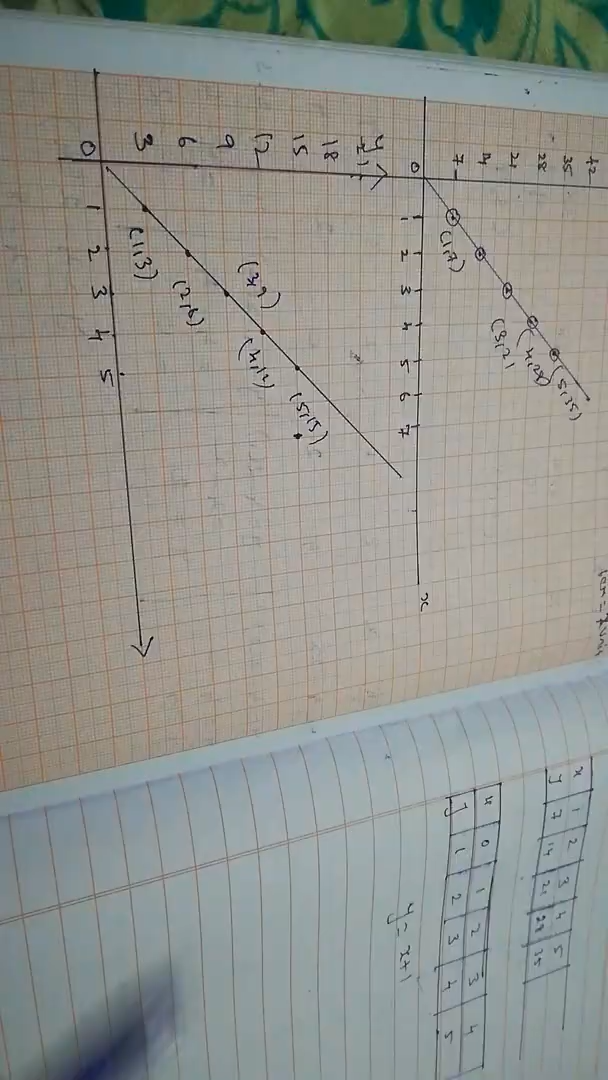 42
35
28
21
14
7
0
1 2 3 4 5 6 7
x
(1,7)
(3,21
(4,28)
(5,35)
y
21
18
15
12
9
6
3
0
1 2 3 4 5
(1,3)
(2,6)
(3,9)
(4,12)
(5,15)
x 1 2 3 4 5
y 7 14 21 28 35
x 0 1 2 3 4
y 1 2 3 4 5
y = x+1